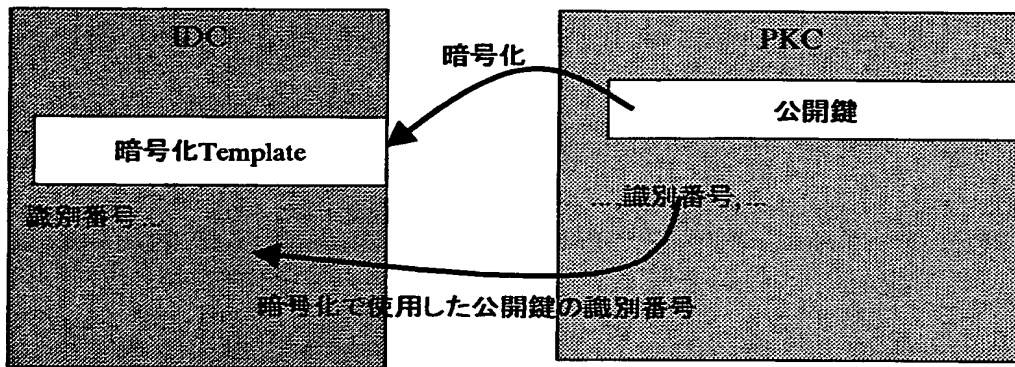 IDC
PKC
暗号化
公開鍵
暗号化Template
識別番号...
...,識別番号,...
暗号化で使用した公開鍵の識別番号